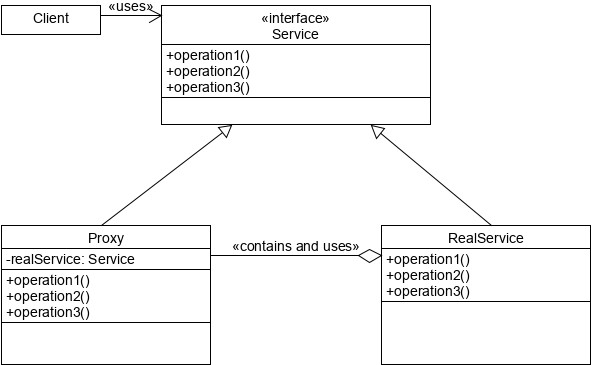 Client
«uses»
«interface»
Service
+operation1()
+operation2()
+operation3()
Proxy
-realService: Service
+operation1()
+operation2()
+operation3()
«contains and uses»
RealService
+operation1()
+operation2()
+operation3()